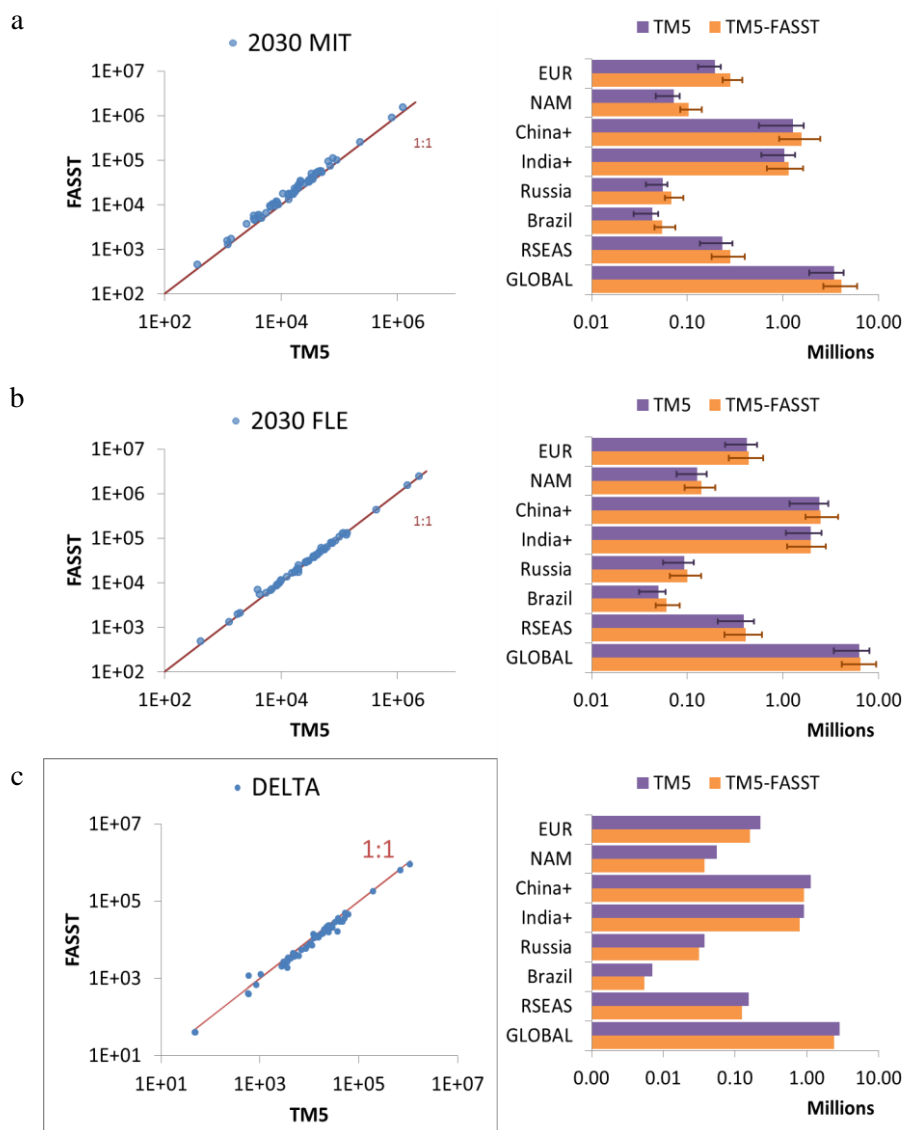 a
2030 MIT
1E+07
1E+06
1E+05
1E+04
1E+03
1E+02
FASST
1:1
1E+02 1E+04 1E+06
TM5
TM5 TM5-FASST
EUR
NAM
China+
India+
Russia
Brazil
RSEAS
GLOBAL
0.01 0.10 1.00 10.00
Millions
b
2030 FLE
1E+07
1E+06
1E+05
1E+04
1E+03
1E+02
FASST
1:1
1E+02 1E+04 1E+06
TM5
TM5 TM5-FASST
EUR
NAM
China+
India+
Russia
Brazil
RSEAS
GLOBAL
0.01 0.10 1.00 10.00
Millions
c
DELTA
1E+07
1E+05
1E+03
1E+01
FASST
1:1
1E+01 1E+03 1E+05 1E+07
TM5
TM5 TM5-FASST
EUR
NAM
China+
India+
Russia
Brazil
RSEAS
GLOBAL
0.00 0.01 0.10 1.00 10.00
Millions